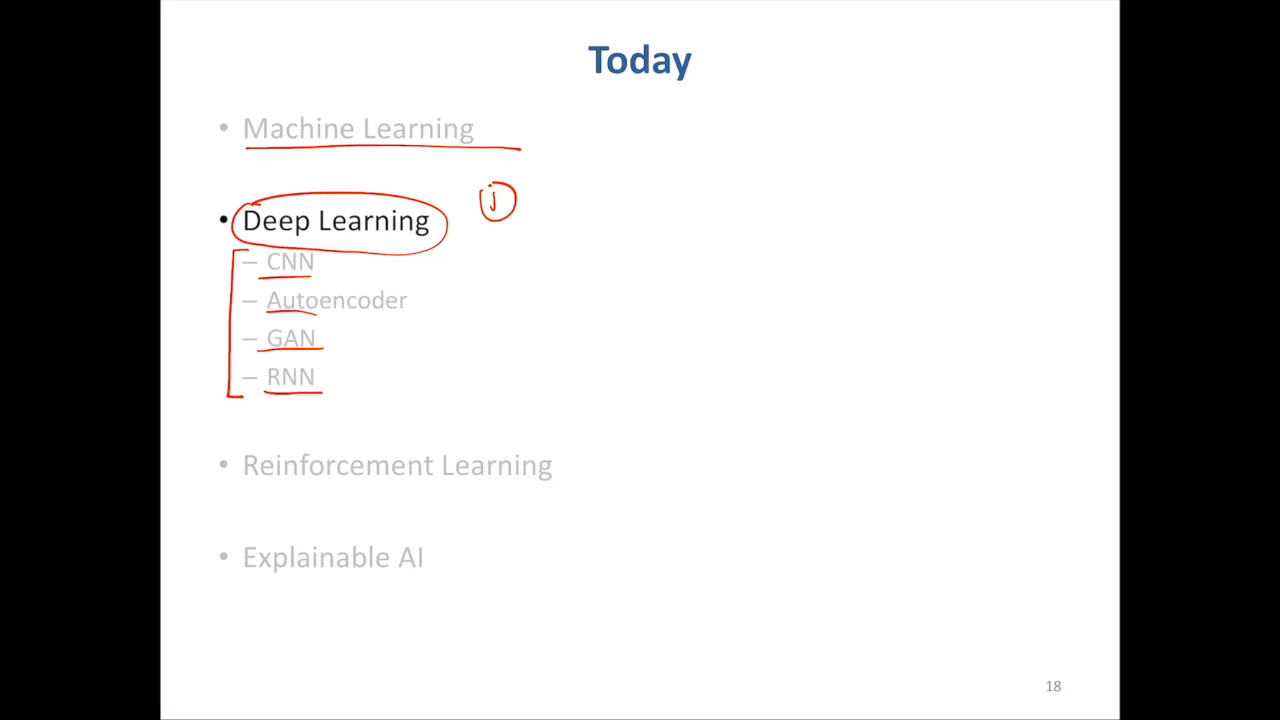 Today
• Machine Learning
• Deep Learning
– CNN
– Autoencoder
– GAN
– RNN
• Reinforcement Learning
• Explainable AI
18